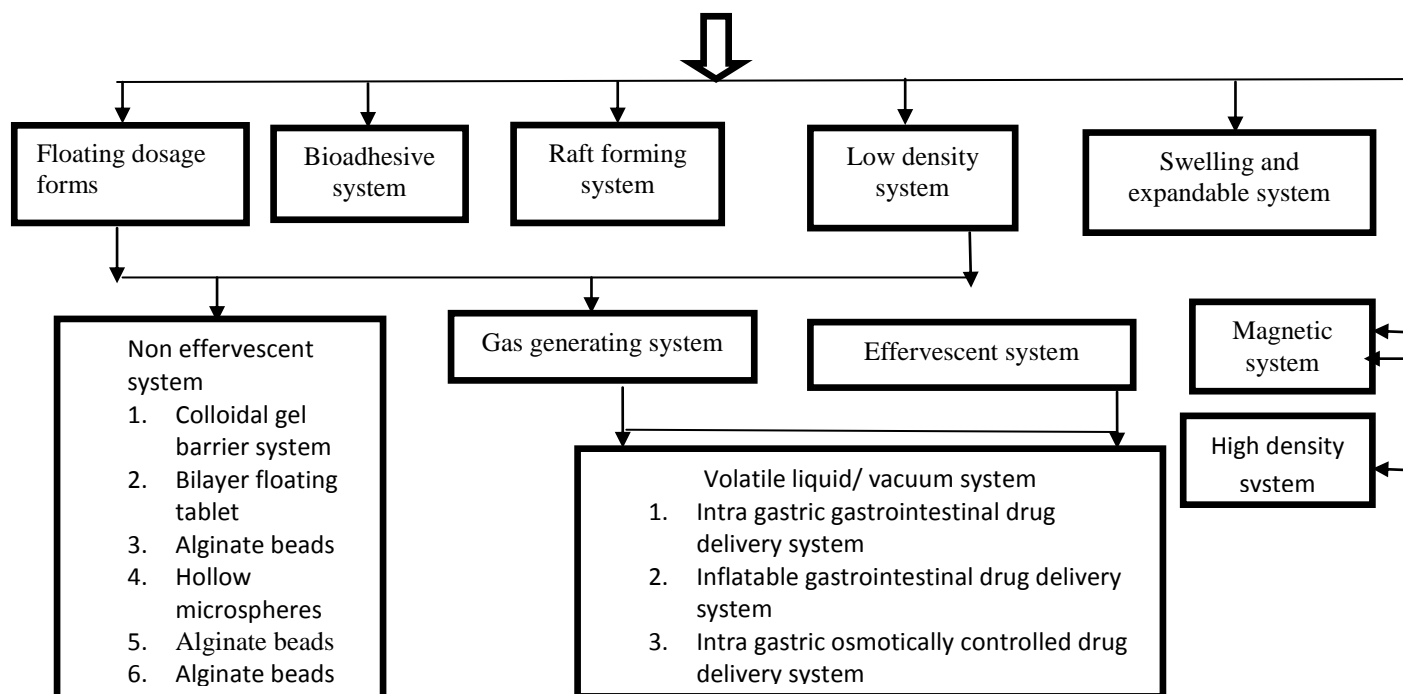 Floating dosage
forms
Bioadhesive
system
Raft forming
system
Low density
system
Swelling and
expandable system
Non effervescent
system
1. Colloidal gel
barrier system
2. Bilayer floating
tablet
3. Alginate beads
4. Hollow
microspheres
5. Alginate beads
6. Alginate beads
Gas generating system
Effervescent system
Magnetic
system
High density
system
Volatile liquid/ vacuum system
1. Intra gastric gastrointestinal drug
delivery system
2. Inflatable gastrointestinal drug delivery
system
3. Intra gastric osmotically controlled drug
delivery system